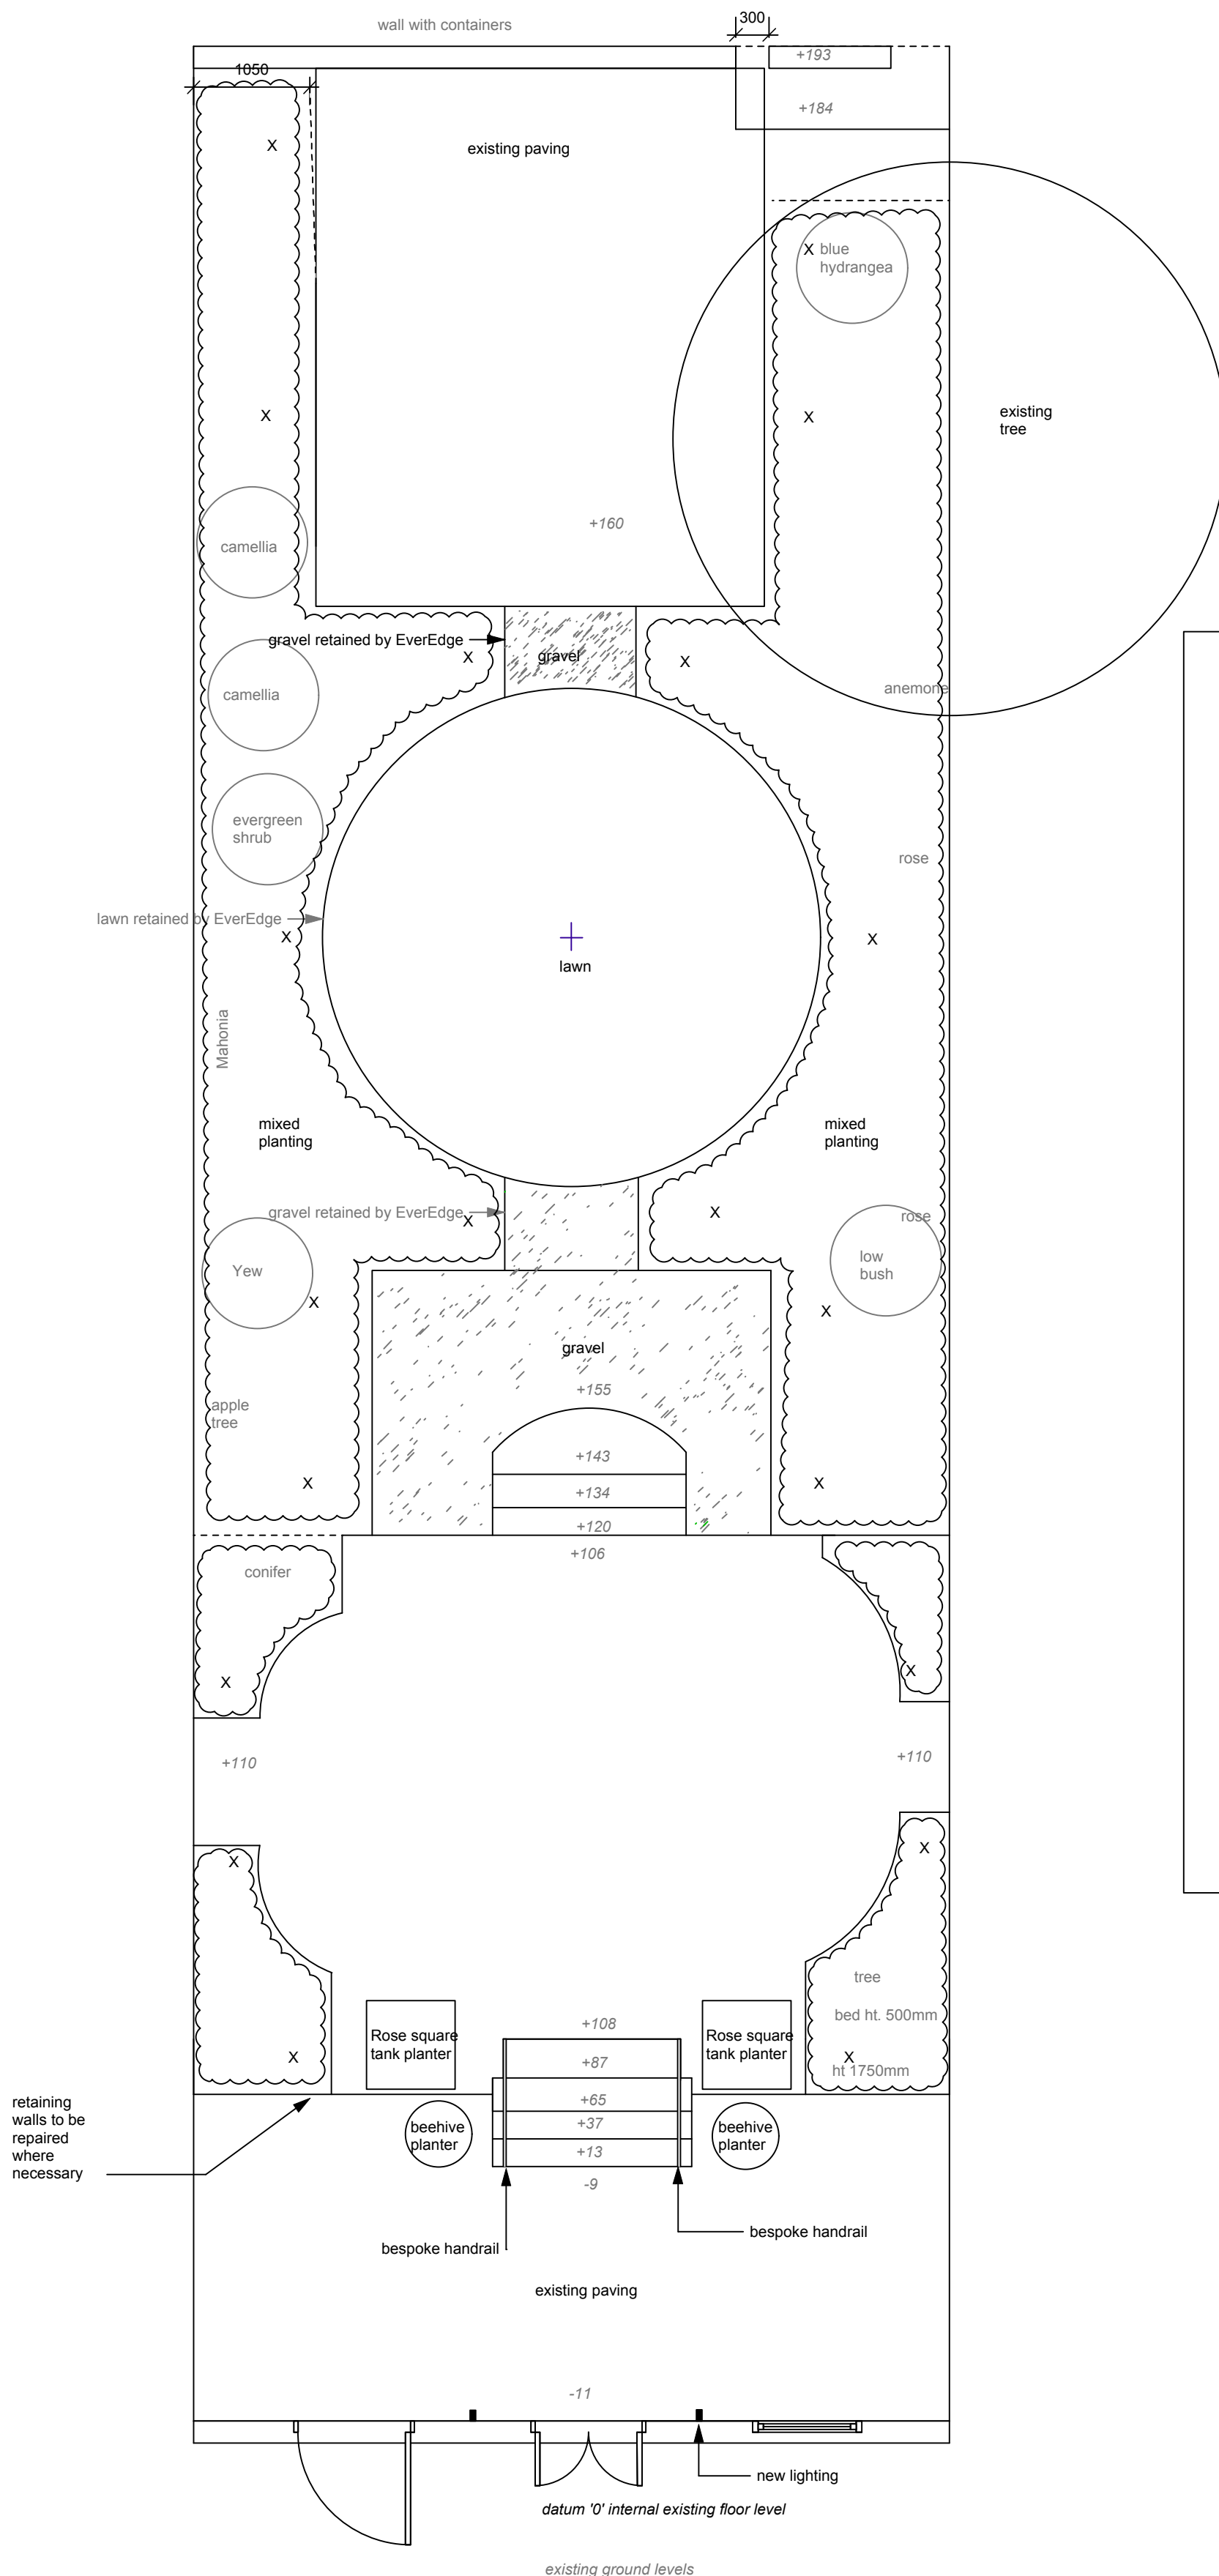 wall with containers
300
+193
1050
+184
existing paving
X
X blue
hydrangea
existing
tree
X
X
+160
camellia
gravel retained by EverEdge
gravel
X
X
camellia
anemone
evergreen
shrub
rose
lawn retained by EverEdge
X
X
lawn
Mahonia
mixed
planting
mixed
planting
gravel retained by EverEdge
X
X
rose
Yew
low
bush
X
X
gravel
+155
apple
tree
+143
X
X
+134
+120
+106
conifer
X
X
+110
+110
X
X
tree
bed ht. 500mm
+108
Rose square
tank planter
Rose square
tank planter
X
X
ht 1750mm
+87
+65
retaining
walls to be
repaired
where
necessary
beehive
planter
+37
beehive
planter
+13
-9
bespoke handrail
bespoke handrail
existing paving
-11
new lighting
datum '0' internal existing floor level
existing ground levels